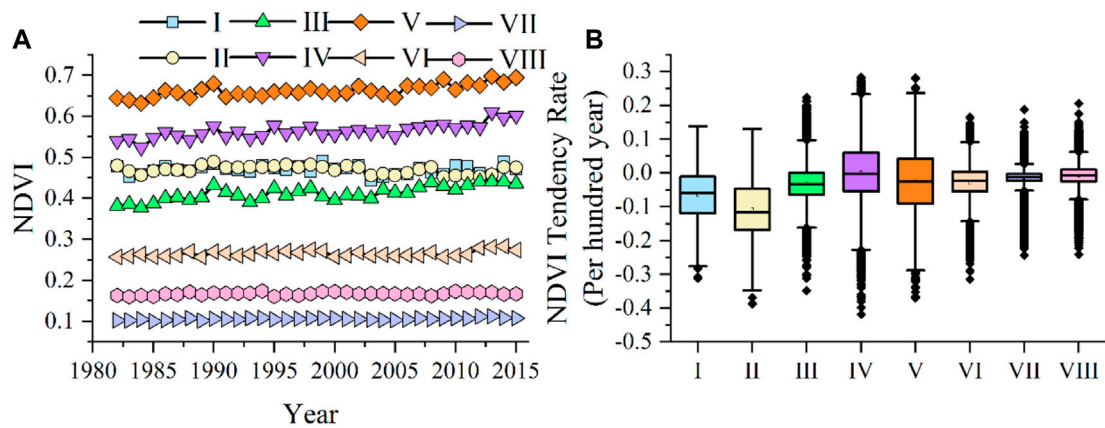 A
I III V VII
II IV VI VIII
NDVI
0.7
0.6
0.5
0.4
0.3
0.2
0.1
1980 1985 1990 1995 2000 2005 2010 2015
Year
B
NDVI Tendency Rate
(Per hundred year)
0.3
0.2
0.1
0.0
-0.1
-0.2
-0.3
-0.4
-0.5
I II III IV V VI VII VIII